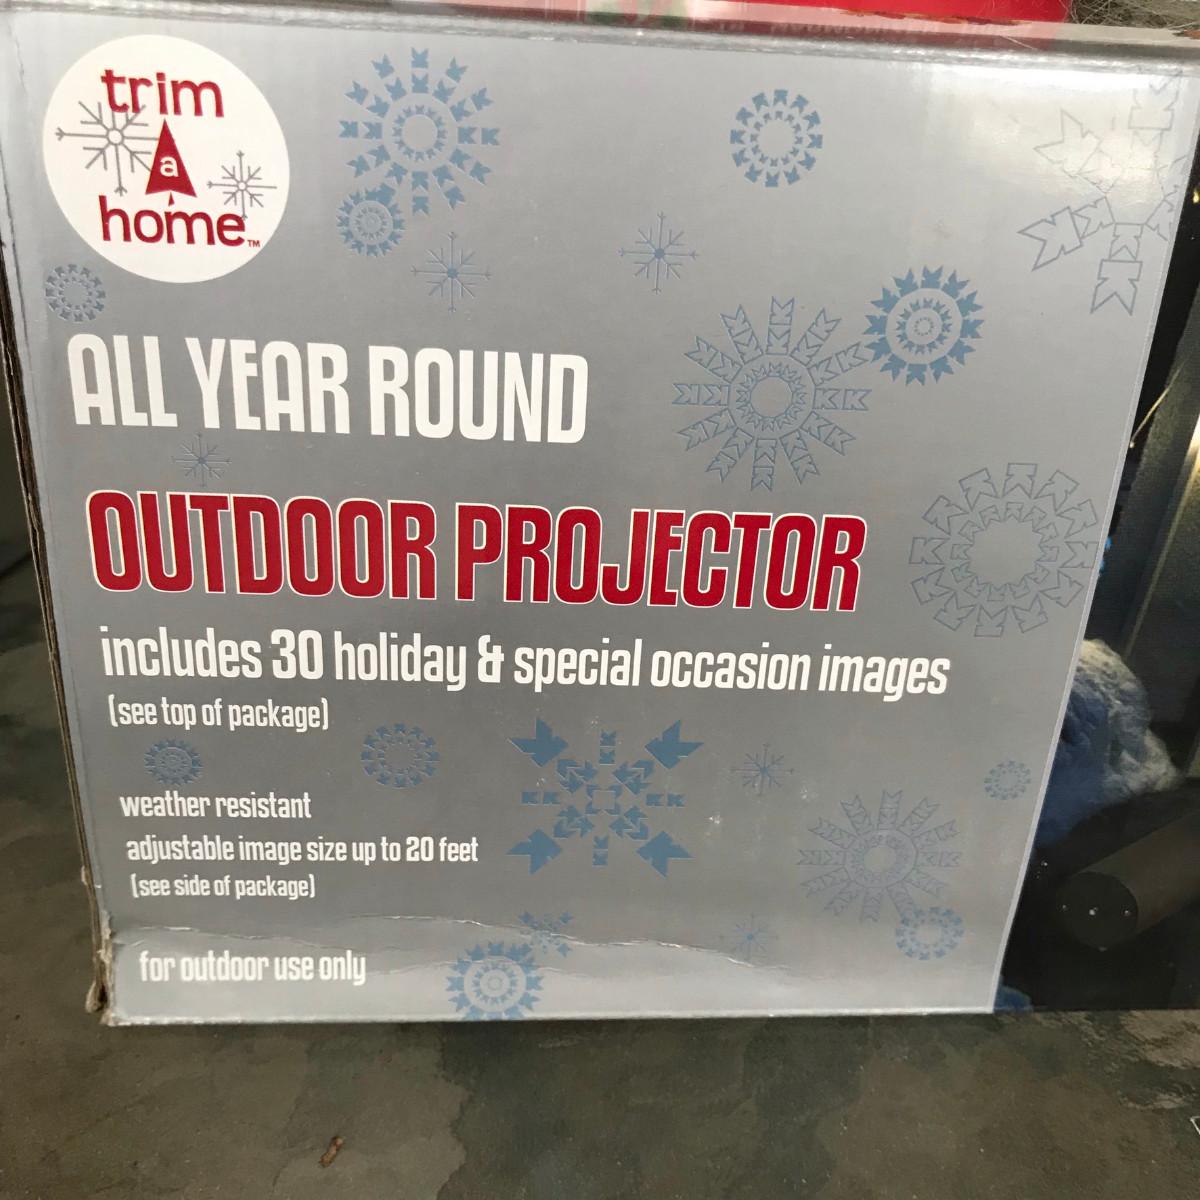 trim
a
home™
ALL YEAR ROUND
OUTDOOR PROJECTOR
includes 30 holiday & special occasion images
(see top of package)
weather resistant
adjustable image size up to 20 feet
(see side of package)
for outdoor use only